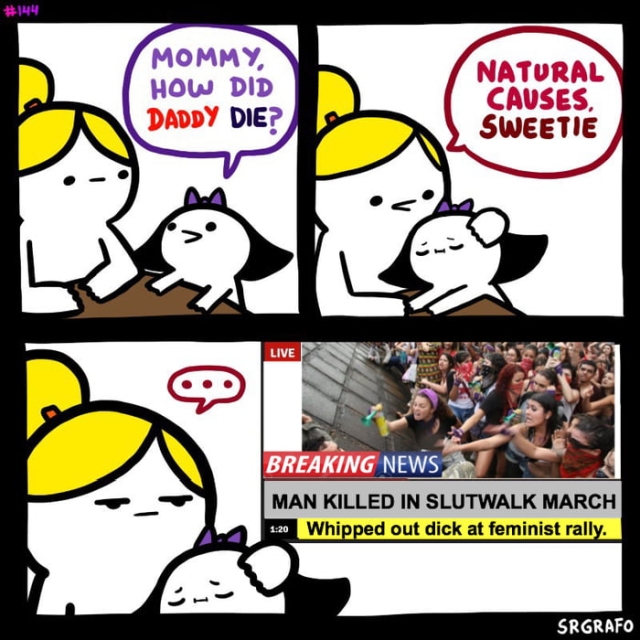 #144
MOMMY,
HOW DID
DADDY DIE?
NATURAL
CAUSES,
SWEETIE
...
LIVE
BREAKING NEWS
MAN KILLED IN SLUTWALK MARCH
1:20 Whipped out dick at feminist rally.
SRGRAFO